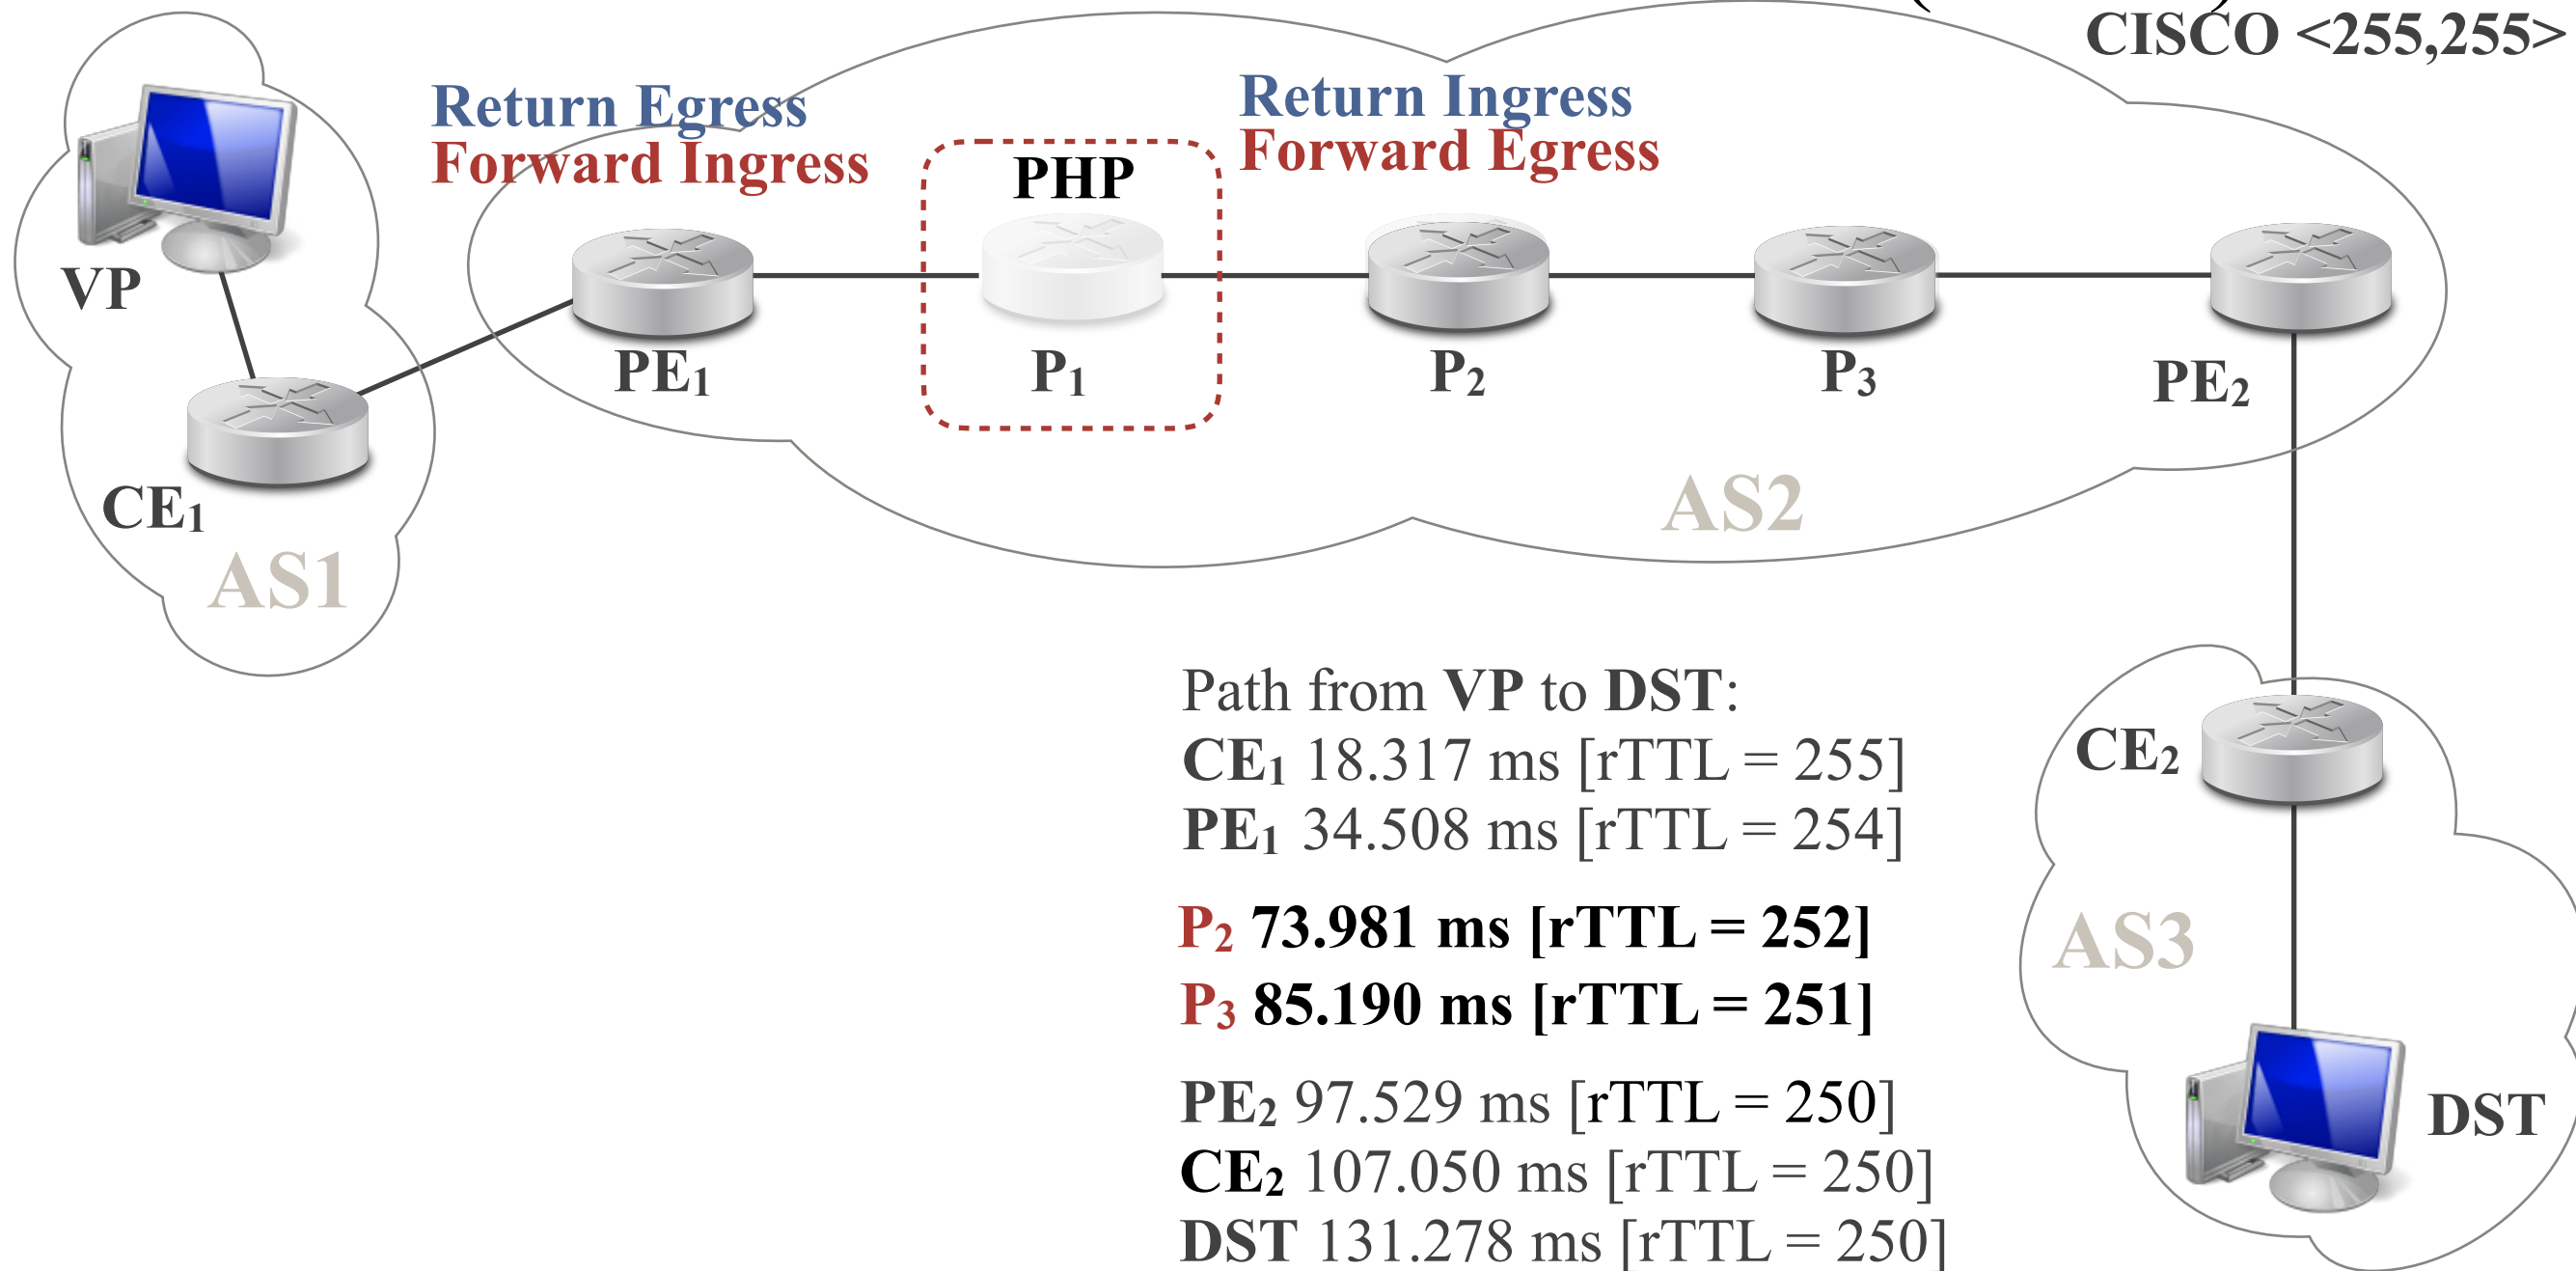 CISCO <255,255>
Return Egress
Forward Ingress
PHP
Return Ingress
Forward Egress
VP
PE1
P1
P2
P3
PE2
CE1
AS1
AS2
Path from VP to DST:
CE1 18.317 ms [rTTL = 255]
PE1 34.508 ms [rTTL = 254]
P2 73.981 ms [rTTL = 252]
P3 85.190 ms [rTTL = 251]
PE2 97.529 ms [rTTL = 250]
CE2 107.050 ms [rTTL = 250]
DST 131.278 ms [rTTL = 250]
CE2
AS3
DST